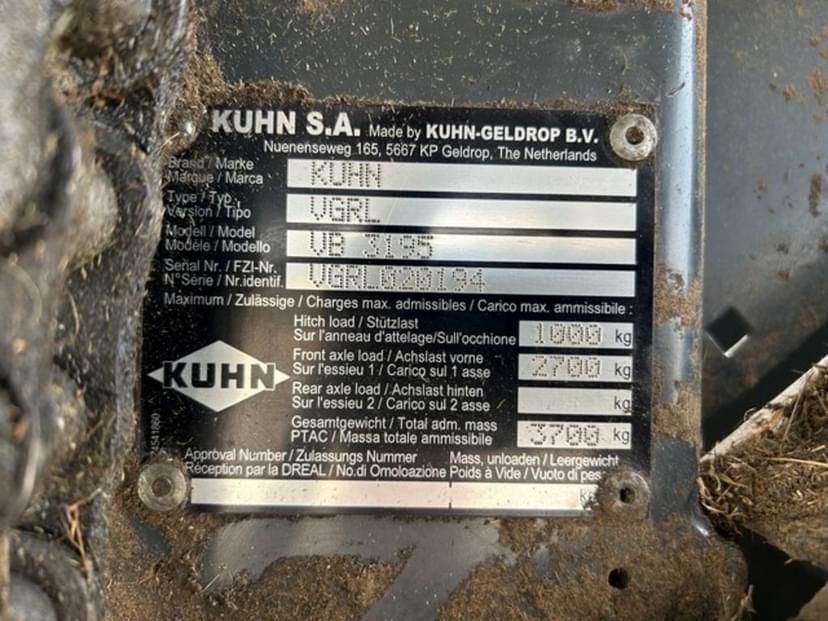 KUHN S.A. Made by KUHN-GELDROP B.V.
Nuenenseweg 165, 5667 KP Geldrop, The Netherlands
Brand / Marke
Marque / Marca
KUHN
Type / Typ
Version / Tipo
VGRL
Modell / Model
Modèle / Modello
VB 3195
Serial Nr. / FZI-Nr.
N° Série / Nr.identif.
VGRL020194
Maximum / Zulässige / Charges max. admissibles / Carico max. ammissibile :
Hitch load / Stützlast
Sur l'anneau d'attelage/Sull'occhione
1000 kg
Front axle load / Achslast vorne
Sur l'essieu 1 / Carico sul 1 asse
2700 kg
Rear axle load / Achslast hinten
Sur l'essieu 2 / Carico sul 2 asse
kg
Gesamtgewicht / Total adm. mass
PTAC / Massa totale ammissibile
3700 kg
KUHN
Approval Number / Zulassungs Nummer
Réception par la DREAL / No.di Omoloazione
Mass, unloaden / Leergewicht
Poids à Vide / Vuoto di pes